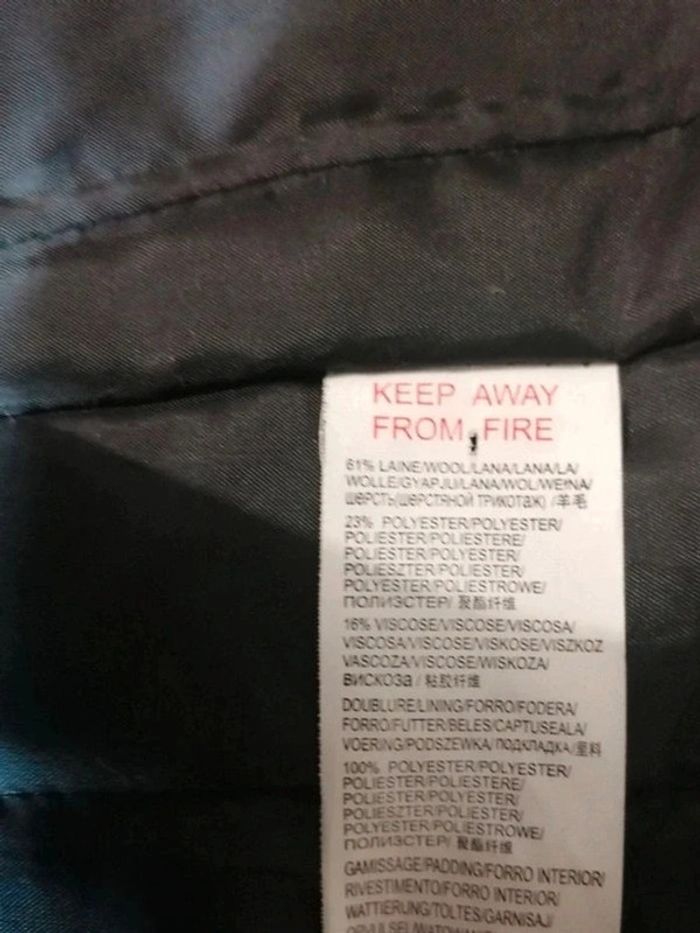 KEEP AWAY
FROM FIRE
61% LAINE/WOOL/LANA/LANA/LA/
WOLLE/GYAPJU/LANA/WOL/WEŁNA/
ШЕРСТЬ(ШЕРСТЯНОЙ ТРИКОТаЖ) /羊毛
23% POLYESTER/POLYESTER/
POLIESTER/POLIESTERE/
POLIESTER/POLYESTER/
POLIESZTER/POLIESTER/
POLYESTER/POLIESTROWE/
ПОЛИЭСТЕР/ 聚酯纤维
16% VISCOSE/VISCOSE/VISCOSA/
VISCOSA/VISCOSE/VISKOSE/VISZKOZ
VASCOZA/VISCOSE/WISKOZA/
ВИСКОЗа / 粘胶纤维
DOUBLURE/LINING/FORRO/FODERA/
FORRO/FUTTER/BELES/CAPTUSEALA/
VOERING/PODSZEWKA/ПОДКЛАДКА/里料
100% POLYESTER/POLYESTER/
POLIESTER/POLIESTERE/
POLIESTER/POLYESTER/
POLIESZTER/POLIESTER/
POLYESTER/POLIESTROWE/
ПОЛИЭСТЕР/ 聚酯纤维
GAMISSAGE/PADDING/FORRO INTERIOR/
RIVESTIMENTO/FORRO INTERIOR/
WATTIERUNG/TOLTES/GARNISAJ/